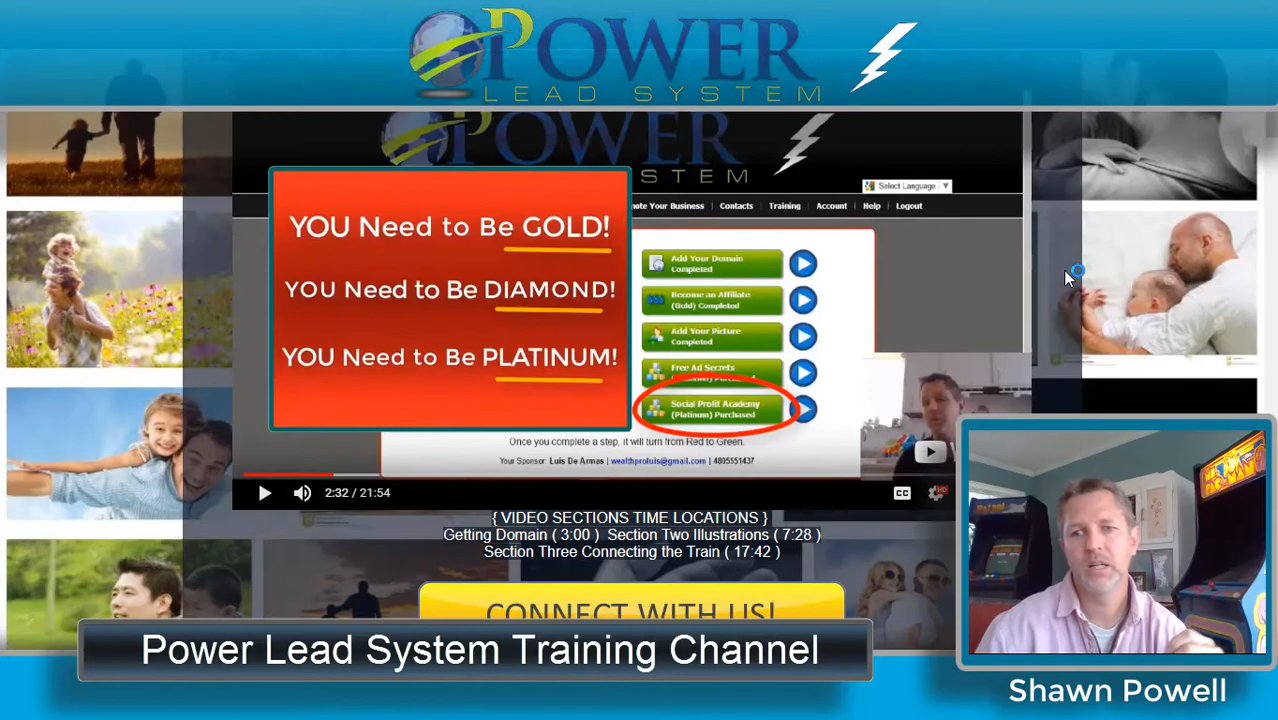 POWER
LEAD SYSTEM
POWER
STEM
Select Language
note Your Business Contacts Training Account Help Logout
YOU Need to Be GOLD!
YOU Need to Be DIAMOND!
YOU Need to Be PLATINUM!
Add Your Domain
Completed
Become an Affiliate
(Gold) Completed
Add Your Picture
Completed
Free Ad Secrets
Purchased
Social Profit Academy
(Platinum) Purchased
Once you complete a step, it will turn from Red to Green.
Your Sponsor: Luis De Armas | wealthproluis@gmail.com | 4805551437
2:32 / 21:54
CC
HD
{ VIDEO SECTIONS TIME LOCATIONS }
Getting Domain ( 3:00 ) Section Two Illustrations ( 7:28 )
Section Three Connecting the Train ( 17:42 )
CONNECT WITH US!
Power Lead System Training Channel
Shawn Powell